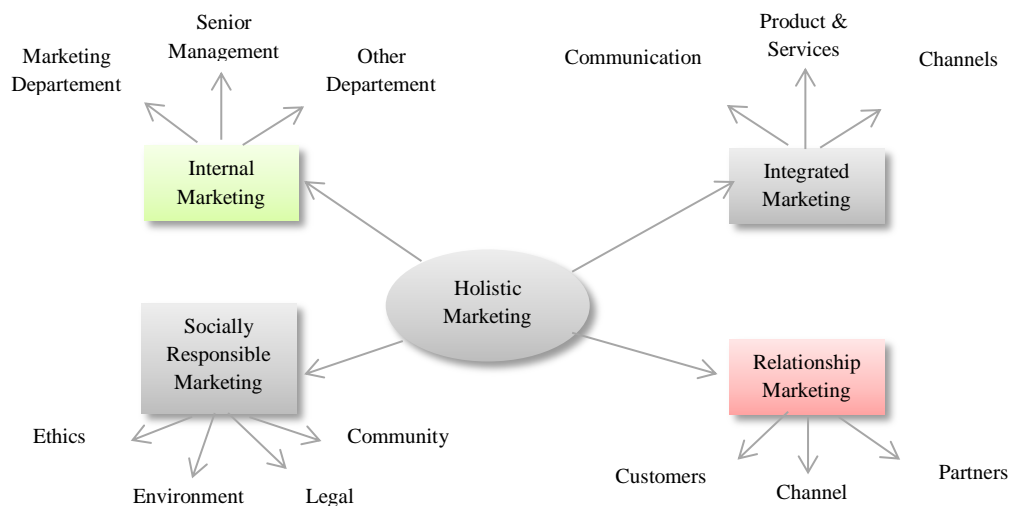 Senior
Management
Marketing
Departement
Other
Departement
Internal
Marketing
Product &
Services
Communication
Channels
Integrated
Marketing
Holistic
Marketing
Socially
Responsible
Marketing
Ethics
Community
Environment
Legal
Relationship
Marketing
Customers
Channel
Partners